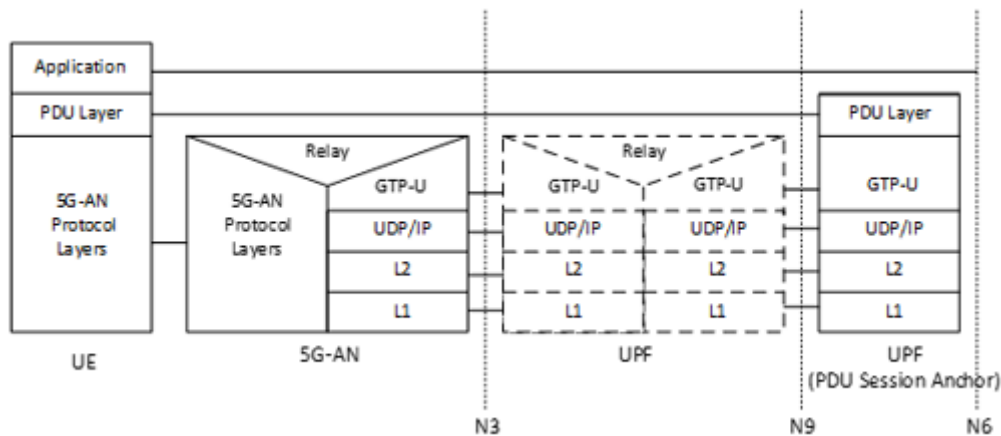 Application
PDU Layer
PDU Layer
Relay
Relay
5G-AN
Protocol
Layers
5G-AN
Protocol
Layers
GTP-U
GTP-U
GTP-U
GTP-U
UDP/IP
UDP/IP
UDP/IP
UDP/IP
L2
L2
L2
L2
L1
L1
L1
L1
UE
5G-AN
UPF
UPF
(PDU Session Anchor)
N3
N9
N6